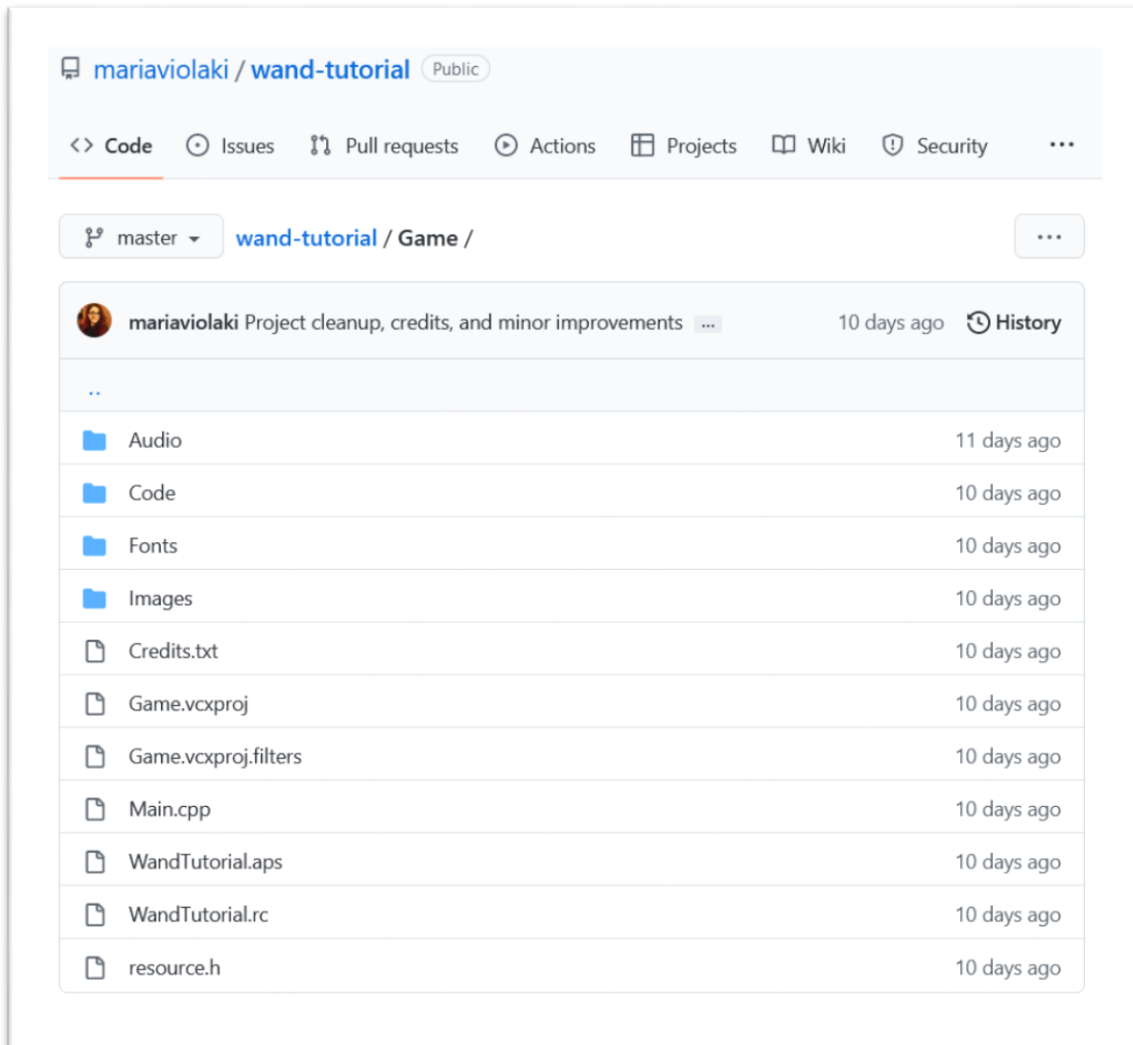 mariaviolaki / wand-tutorial Public
Code Issues Pull requests Actions Projects Wiki Security ...
master wand-tutorial / Game / ...
mariaviolaki Project cleanup, credits, and minor improvements ... 10 days ago History
..
Audio 11 days ago
Code 10 days ago
Fonts 10 days ago
Images 10 days ago
Credits.txt 10 days ago
Game.vcxproj 10 days ago
Game.vcxproj.filters 10 days ago
Main.cpp 10 days ago
WandTutorial.aps 10 days ago
WandTutorial.rc 10 days ago
resource.h 10 days ago